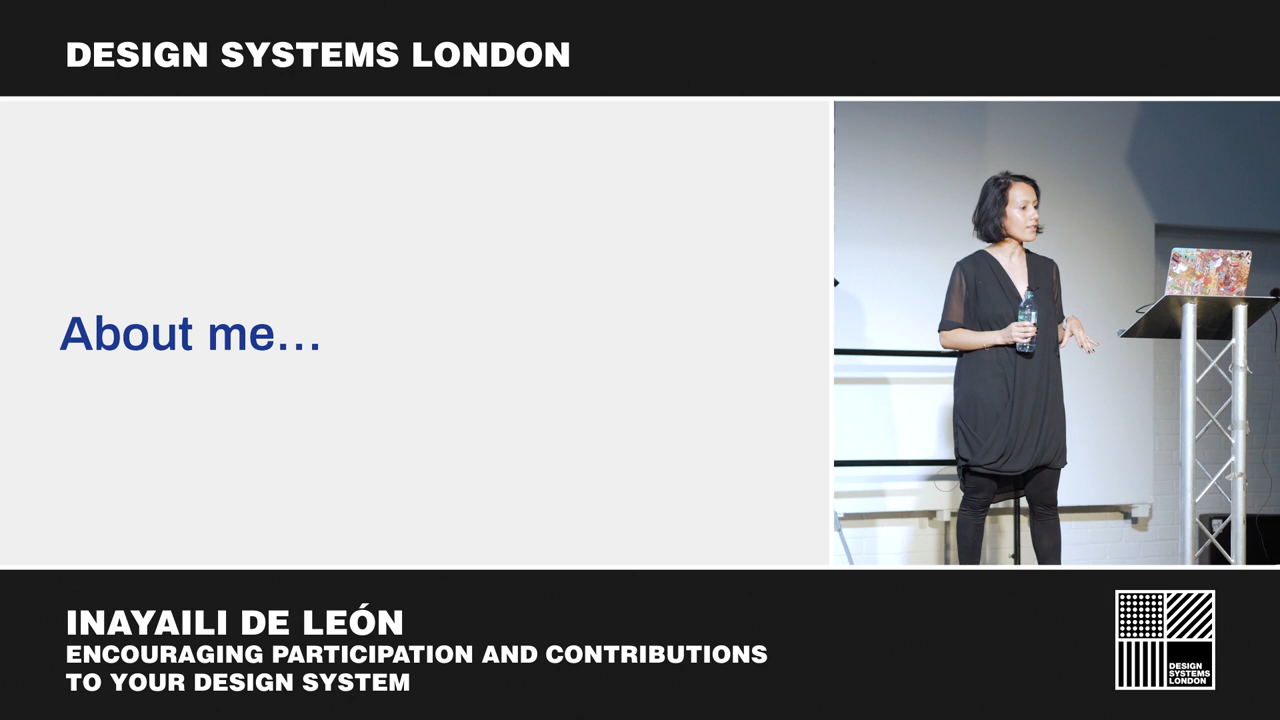 DESIGN SYSTEMS LONDON
About me...
INAYAILI DE LEÓN
ENCOURAGING PARTICIPATION AND CONTRIBUTIONS
TO YOUR DESIGN SYSTEM
DESIGN
SYSTEMS
LONDON